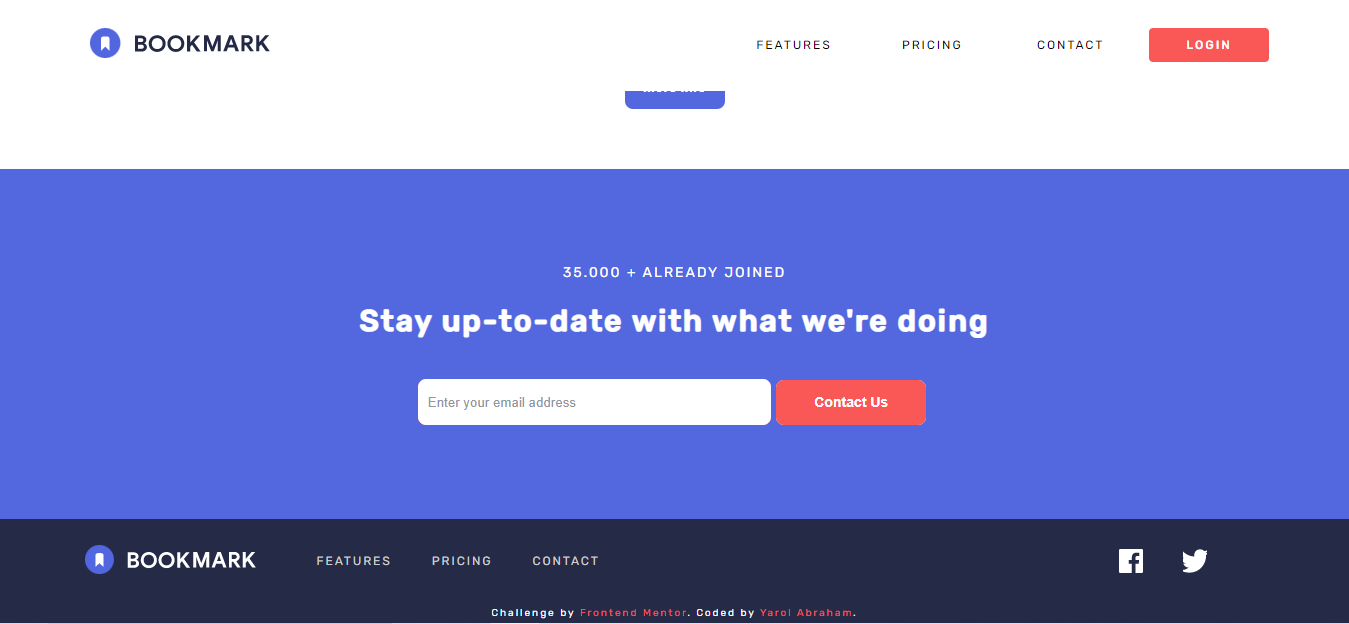 BOOKMARK
FEATURES PRICING CONTACT LOGIN
35.000 + ALREADY JOINED
Stay up-to-date with what we're doing
Enter your email address Contact Us
BOOKMARK FEATURES PRICING CONTACT
Challenge by Frontend Mentor. Coded by Yarol Abraham.